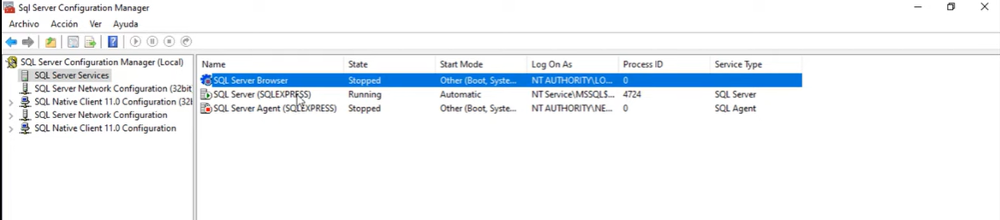 Sql Server Configuration Manager
Archivo Acción Ver Ayuda
SQL Server Configuration Manager (Local)
SQL Server Services
SQL Server Network Configuration (32bit
SQL Native Client 11.0 Configuration (32l
SQL Server Network Configuration
SQL Native Client 11.0 Configuration
Name State Start Mode Log On As Process ID Service Type
SQL Server Browser Stopped Other (Boot, Syste... NT AUTHORITY\LO... 0
SQL Server (SQLEXPRESS) Running Automatic NT Service\MSSQL$... 4724 SQL Server
SQL Server Agent (SQLEXPRESS) Stopped Other (Boot, Syste... NT AUTHORITY\NE... 0 SQL Agent